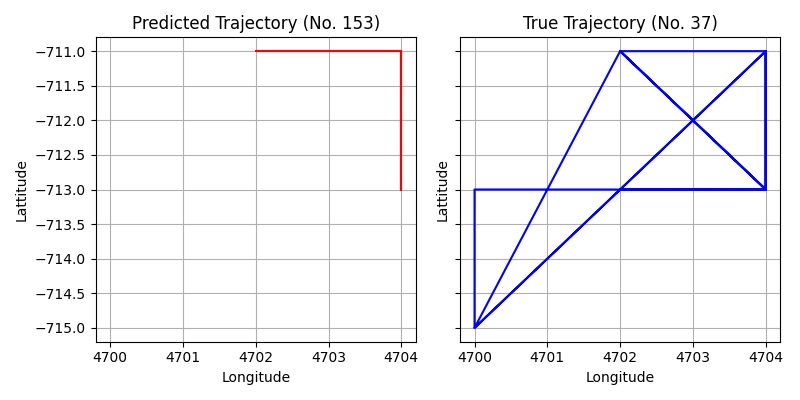 Predicted Trajectory (No. 153)
True Trajectory (No. 37)
−711.0
−711.5
−712.0
−712.5
−713.0
−713.5
−714.0
−714.5
−715.0
Lattitude
Lattitude
4700 4701 4702 4703 4704
4700 4701 4702 4703 4704
Longitude
Longitude